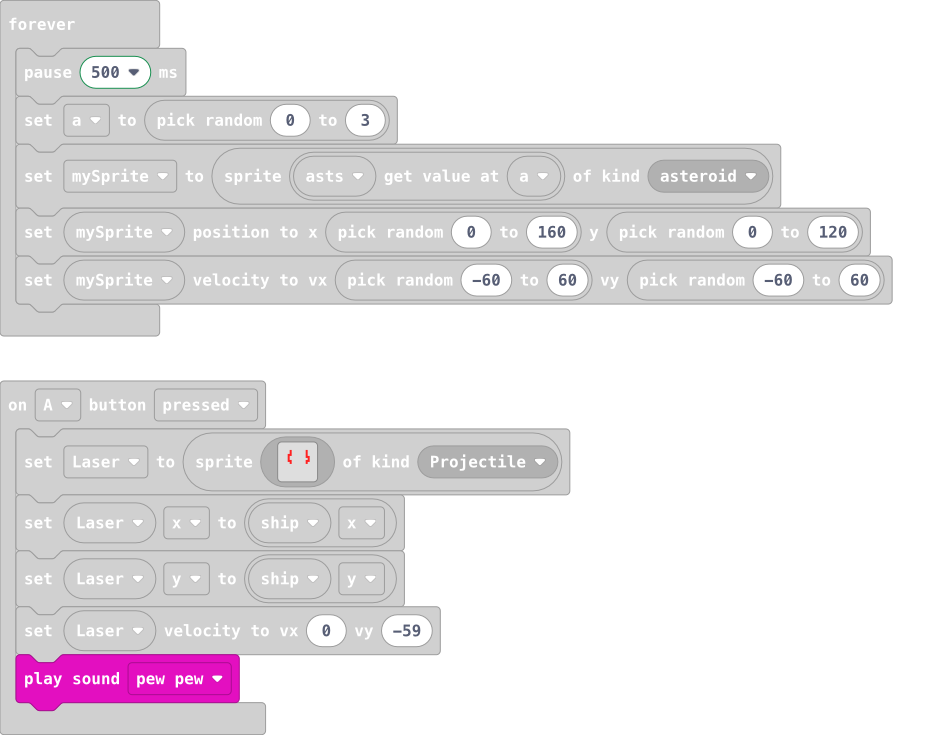 forever
pause 500 ms
set a to pick random 0 to 3
set mySprite to sprite asts get value at a of kind asteroid
set mySprite position to x pick random 0 to 160 y pick random 0 to 120
set mySprite velocity to vx pick random -60 to 60 vy pick random -60 to 60
on A button pressed
set Laser to sprite of kind Projectile
set Laser x to ship x
set Laser y to ship y
set Laser velocity to vx 0 vy -59
play sound pew pew